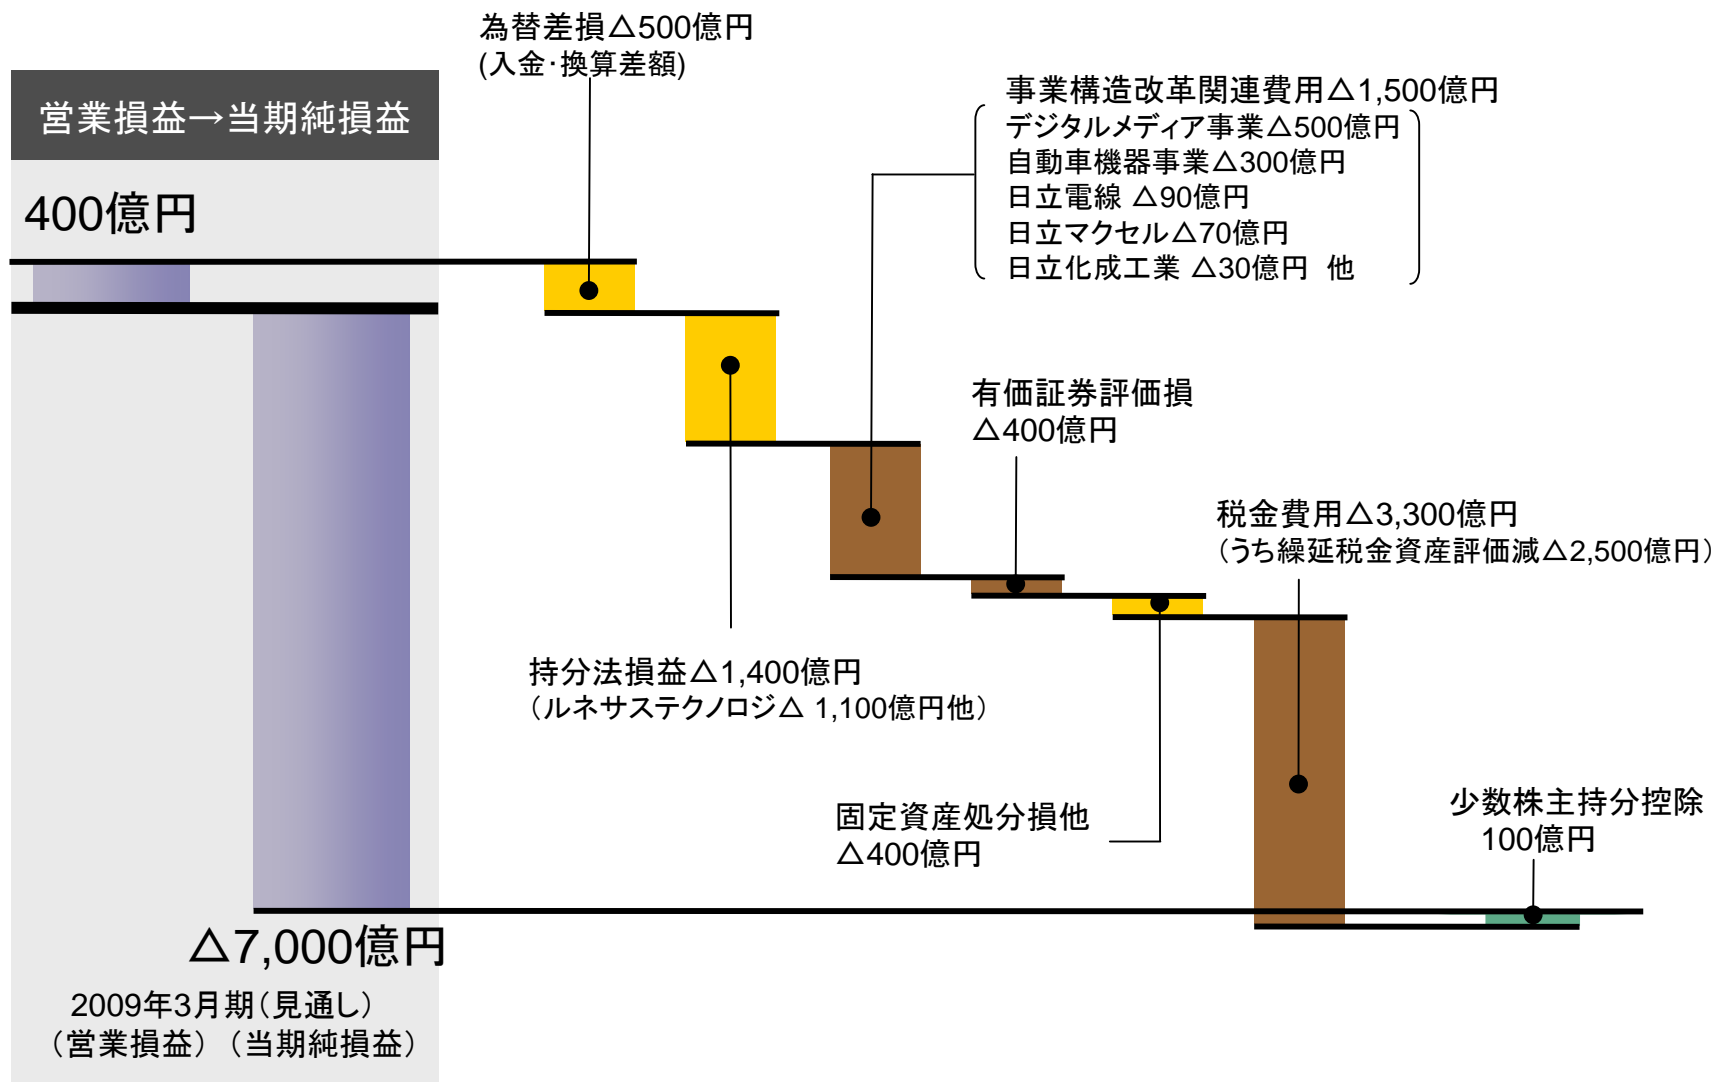 営業損益→当期純損益
400億円
為替差損△500億円
(入金・換算差額)
事業構造改革関連費用△1,500億円
デジタルメディア事業△500億円
自動車機器事業△300億円
日立電線 △90億円
日立マクセル△70億円
日立化成工業 △30億円 他
有価証券評価損
△400億円
税金費用△3,300億円
（うち繰延税金資産評価減△2,500億円）
持分法損益△1,400億円
（ルネサステクノロジ△ 1,100億円他）
固定資産処分損他
△400億円
少数株主持分控除
100億円
△7,000億円
2009年3月期（見通し）
（営業損益）（当期純損益）